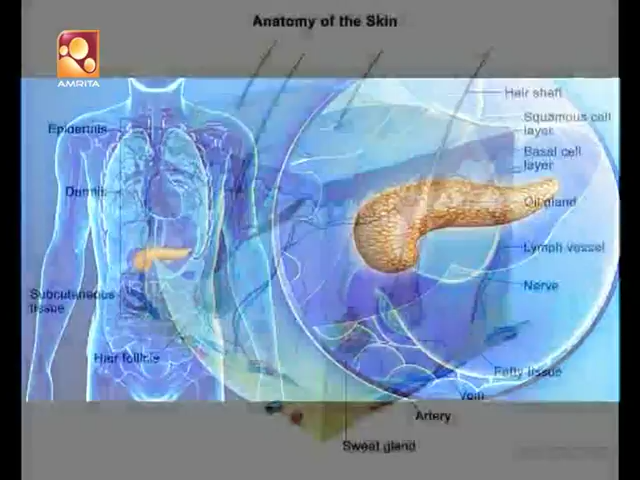 Anatomy of the Skin
AMRITA
Hair shaft
Squamous cell
layer
Epidermis
Basal cell
layer
Dermis
Oil gland
Lymph vessel
Nerve
Subcutaneous
tissue
Hair follicle
Fatty tissue
Vein
Artery
Sweat gland